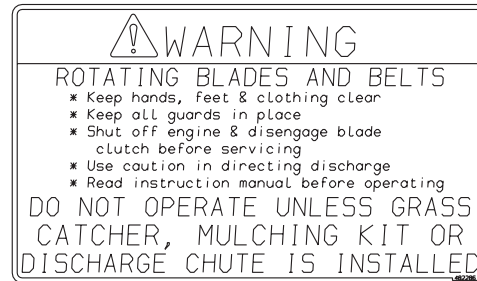 WARNING
ROTATING BLADES AND BELTS
* Keep hands, feet & clothing clear
* Keep all guards in place
* Shut off engine & disengage blade
clutch before servicing
* Use caution in directing discharge
* Read instruction manual before operating
DO NOT OPERATE UNLESS GRASS
CATCHER, MULCHING KIT OR
DISCHARGE CHUTE IS INSTALLED
482286